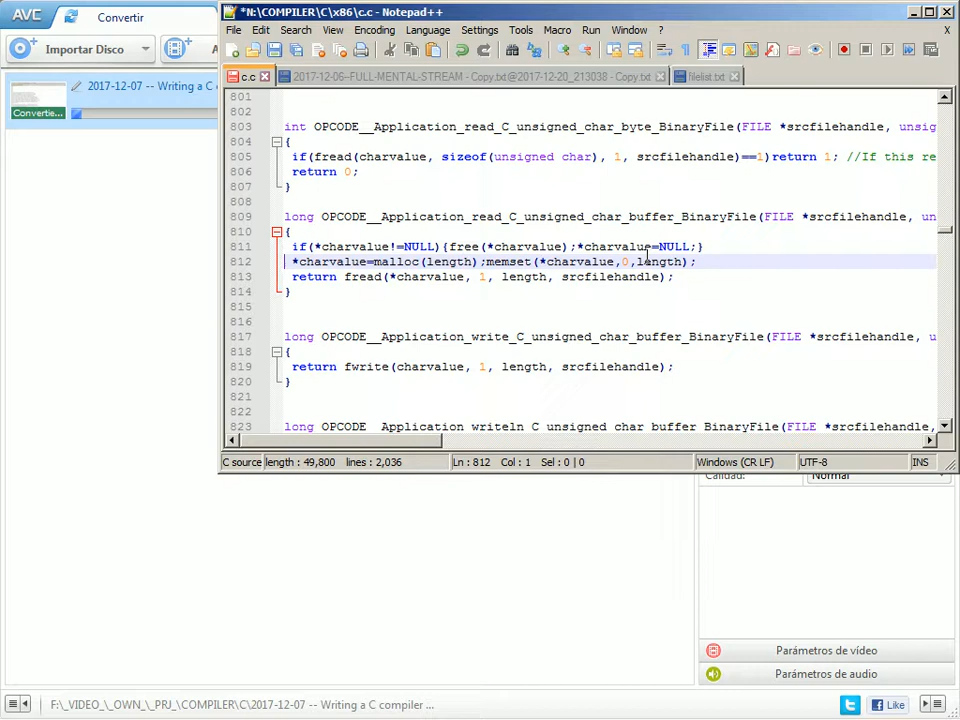 AVC
Convertir
Importar Disco
A
2017-12-07 -- Writing a C
Convertie...
*N:\COMPILER\C\x86\c.c - Notepad++
File Edit Search View Encoding Language Settings Tools Macro Run Window ? X
c.c
2017-12-06--FULL-MENTAL-STREAM - Copy.txt@2017-12-20_213038 - Copy.txt
filelist.txt
801
802
803 int OPCODE__Application_read_C_unsigned_char_byte_BinaryFile(FILE *srcfilehandle, unsig
804 {
805 if(fread(charvalue, sizeof(unsigned char), 1, srcfilehandle)==1)return 1; //If this re
806 return 0;
807 }
808
809 long OPCODE__Application_read_C_unsigned_char_buffer_BinaryFile(FILE *srcfilehandle, un
810 {
811 if(*charvalue!=NULL){free(*charvalue);*charvalue=NULL;}
812 *charvalue=malloc(length);memset(*charvalue,0,length);
813 return fread(*charvalue, 1, length, srcfilehandle);
814 }
815
816
817 long OPCODE__Application_write_C_unsigned_char_buffer_BinaryFile(FILE *srcfilehandle, u
818 {
819 return fwrite(charvalue, 1, length, srcfilehandle);
820 }
821
822
823 long OPCODE__Application_writeln_C_unsigned_char_buffer_BinaryFile(FILE *srcfilehandle,
C source length : 49,800 lines : 2,036 Ln : 812 Col : 1 Sel : 0 | 0 Windows (CR LF) UTF-8 INS
Calidad: Normal
Parámetros de vídeo
Parámetros de audio
F:\_VIDEO_\_OWN_\_PRJ_\COMPILER\C\2017-12-07 -- Writing a C compiler ...
Like